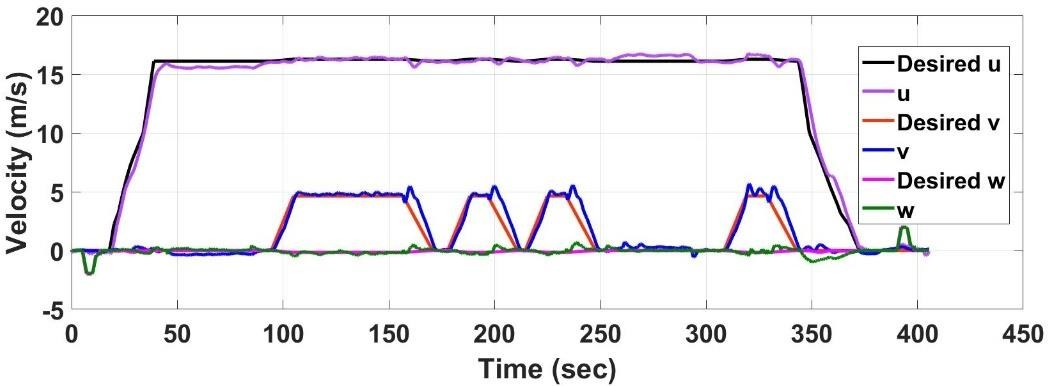 20
15
10
5
0
-5
Velocity (m/s)
0 50 100 150 200 250 300 350 400 450
Time (sec)
Desired u
u
Desired v
v
Desired w
w